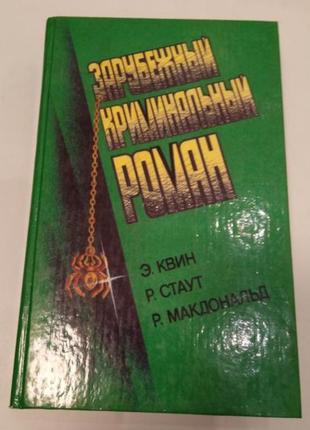 ЗАРУБЕЖНЫЙ
КРИМИНАЛЬНЫЙ
РОМАН
Э. КВИН
Р. СТАУТ
Р. МАКДОНАЛЬД